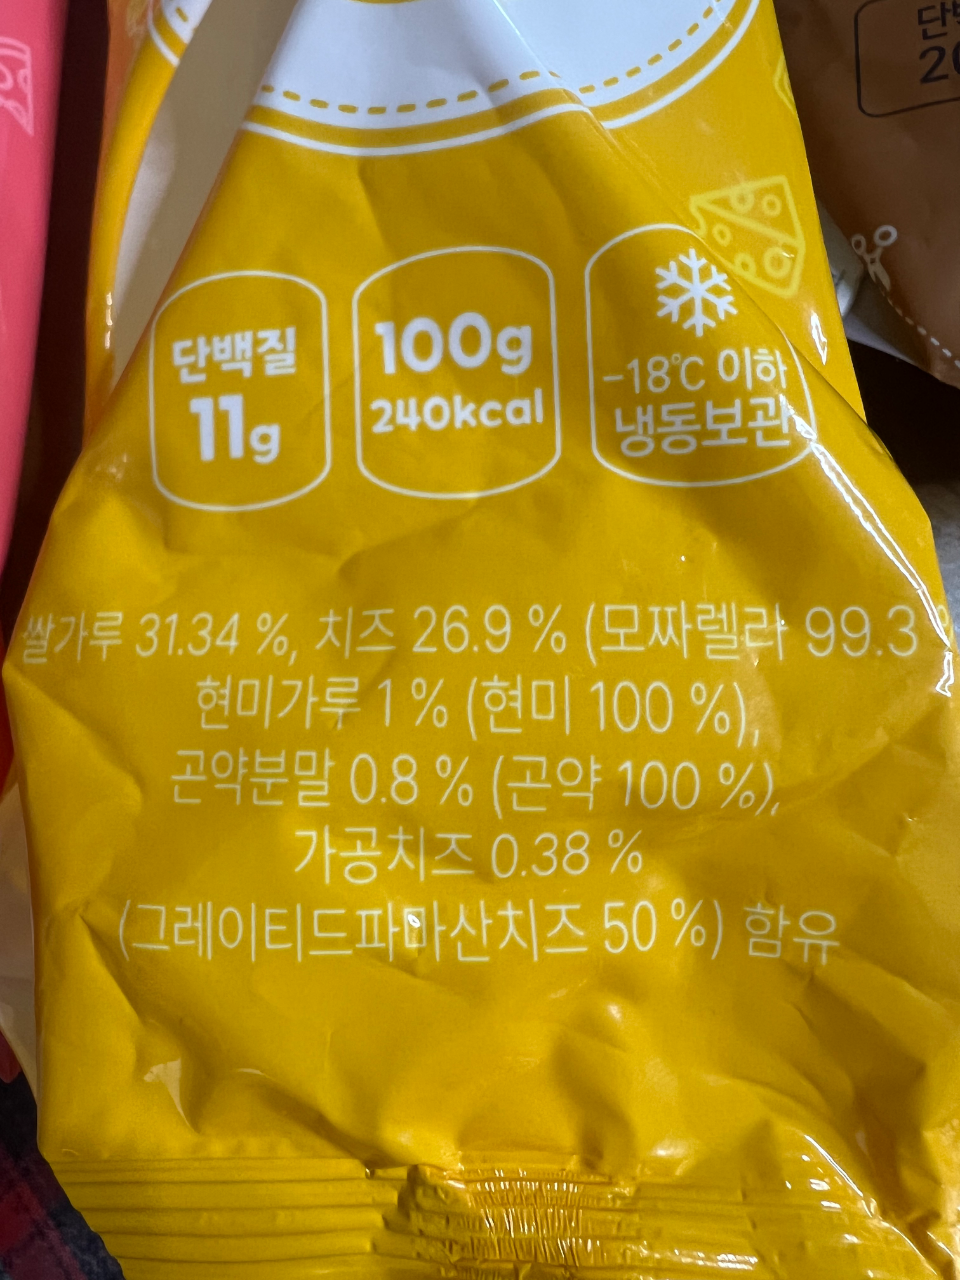 단백질
11g
100g
240kcal
-18℃ 이하
냉동보관
쌀가루 31.34 %, 치즈 26.9 % (모짜렐라 99.3 %
현미가루 1 % (현미 100 %),
곤약분말 0.8 % (곤약 100 %),
가공치즈 0.38 %
(그레이티드파마산치즈 50 %) 함유